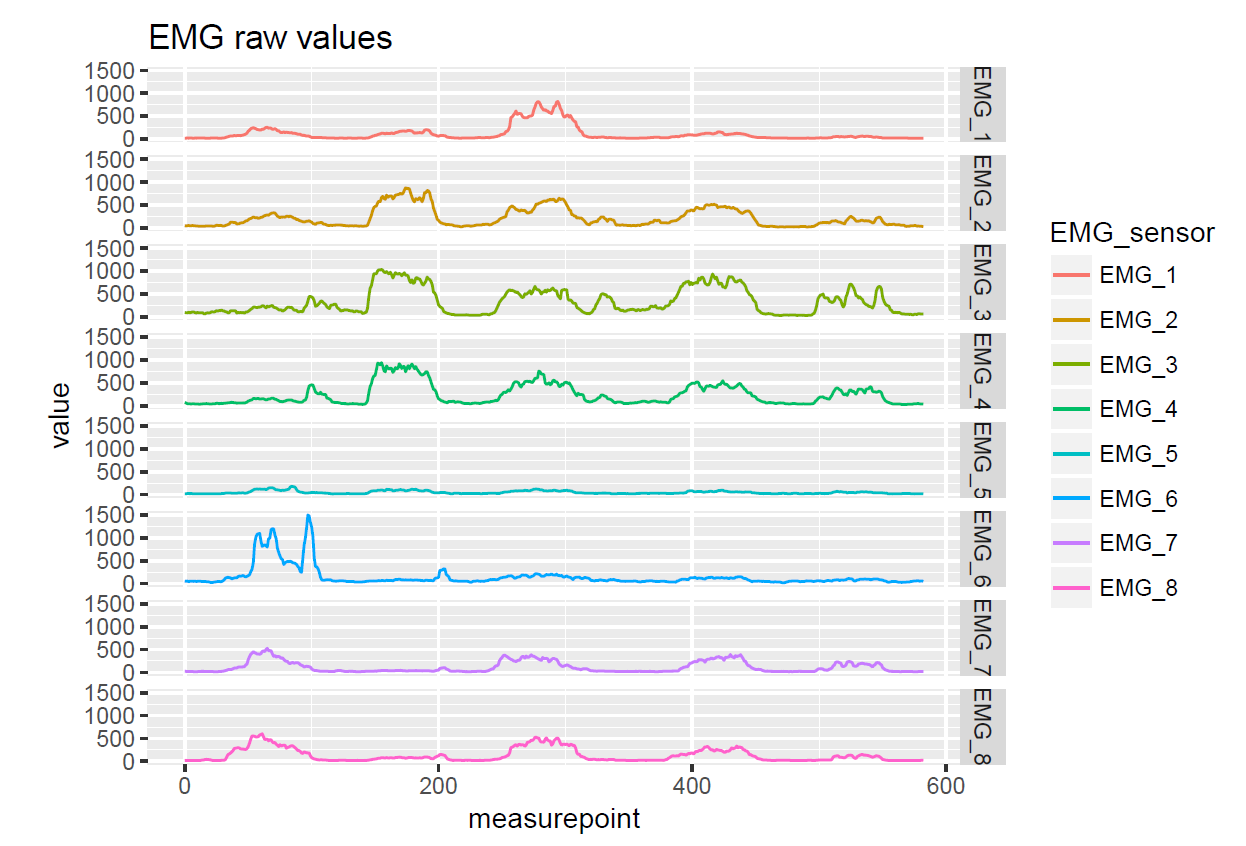 EMG raw values
value
1500
1000
500
0
EMG_1
1500
1000
500
0
EMG_2
1500
1000
500
0
EMG_3
1500
1000
500
0
EMG_4
1500
1000
500
0
EMG_5
1500
1000
500
0
EMG_6
1500
1000
500
0
EMG_7
1500
1000
500
0
EMG_8
0 200 400 600
measurepoint
EMG_sensor
EMG_1
EMG_2
EMG_3
EMG_4
EMG_5
EMG_6
EMG_7
EMG_8